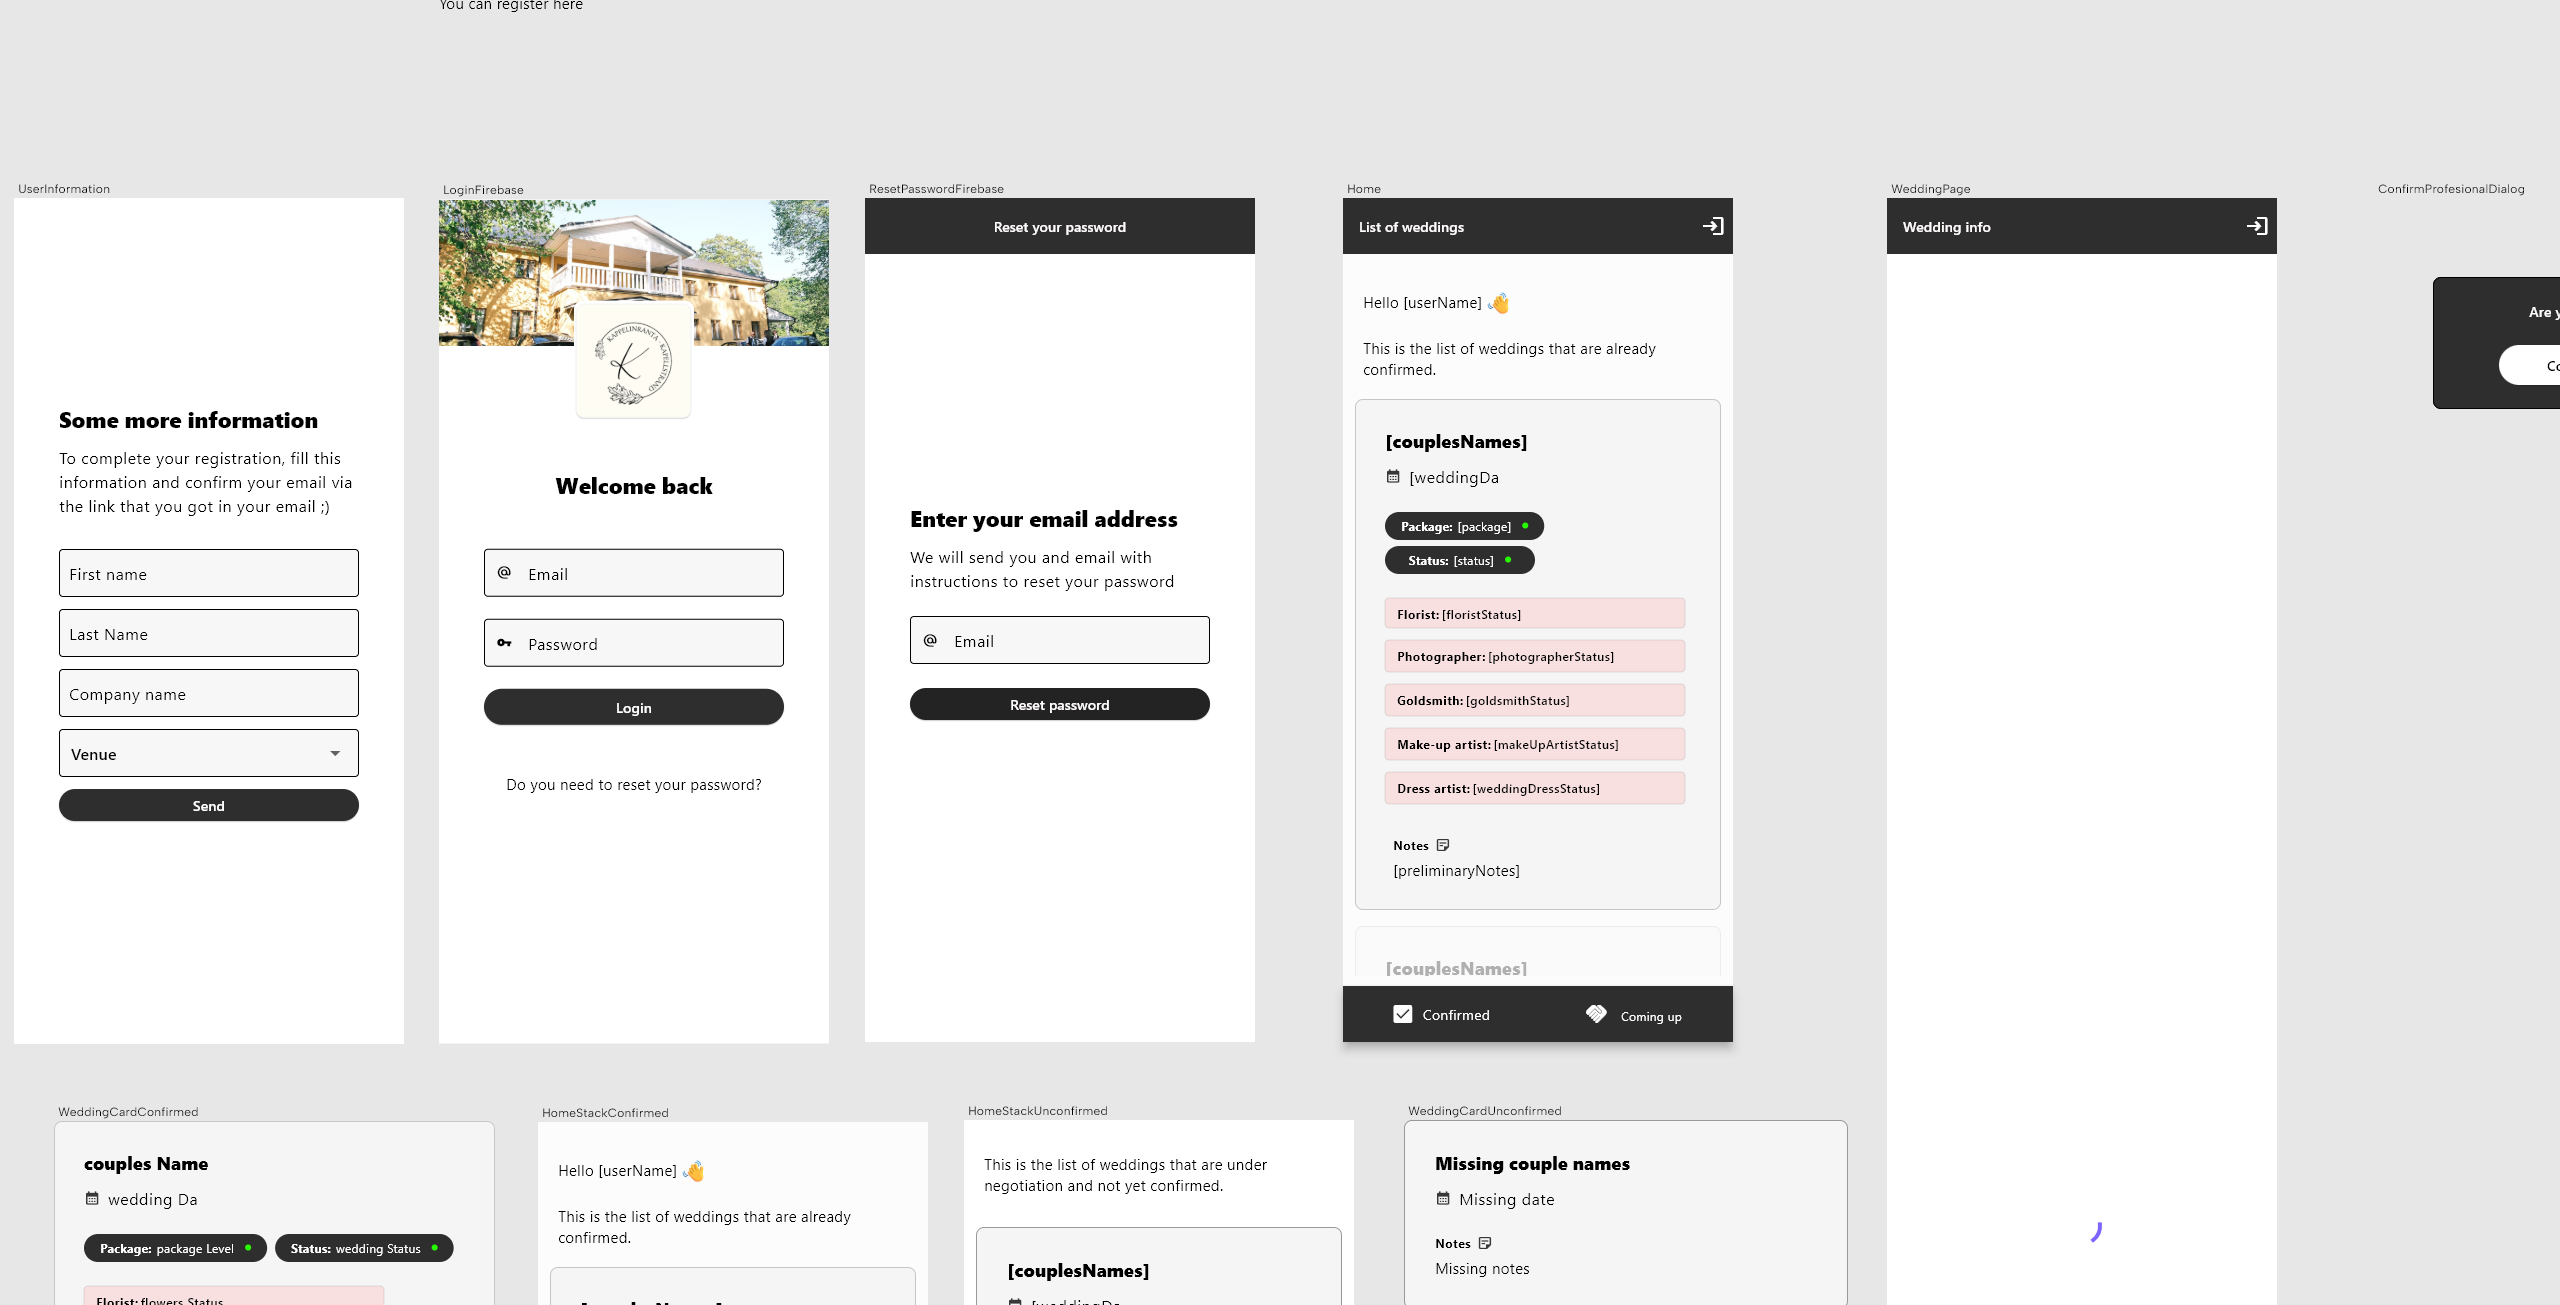 You can register here
UserInformation
Some more information
To complete your registration, fill this
information and confirm your email via
the link that you got in your email ;)
First name
Last Name
Company name
Venue
Send
LoginFirebase
KAPPELINRANTA KAPELLSTRAND
K
Welcome back
Email
Password
Login
Do you need to reset your password?
ResetPasswordFirebase
Reset your password
Enter your email address
We will send you and email with
instructions to reset your password
Email
Reset password
Home
List of weddings
Hello [userName] 👋
This is the list of weddings that are already
confirmed.
[couplesNames]
[weddingDa
Package: [package]
Status: [status]
Florist: [floristStatus]
Photographer: [photographerStatus]
Goldsmith: [goldsmithStatus]
Make-up artist: [makeUpArtistStatus]
Dress artist: [weddingDressStatus]
Notes
[preliminaryNotes]
[couplesNames]
Confirmed
Coming up
WeddingPage
Wedding info
ConfirmProfesionalDialog
Are y
Co
WeddingCardConfirmed
couples Name
wedding Da
Package: package Level
Status: wedding Status
Florist: flowers Status
HomeStackConfirmed
Hello [userName] 👋
This is the list of weddings that are already
confirmed.
HomeStackUnconfirmed
This is the list of weddings that are under
negotiation and not yet confirmed.
[couplesNames]
[weddingDa
WeddingCardUnconfirmed
Missing couple names
Missing date
Notes
Missing notes